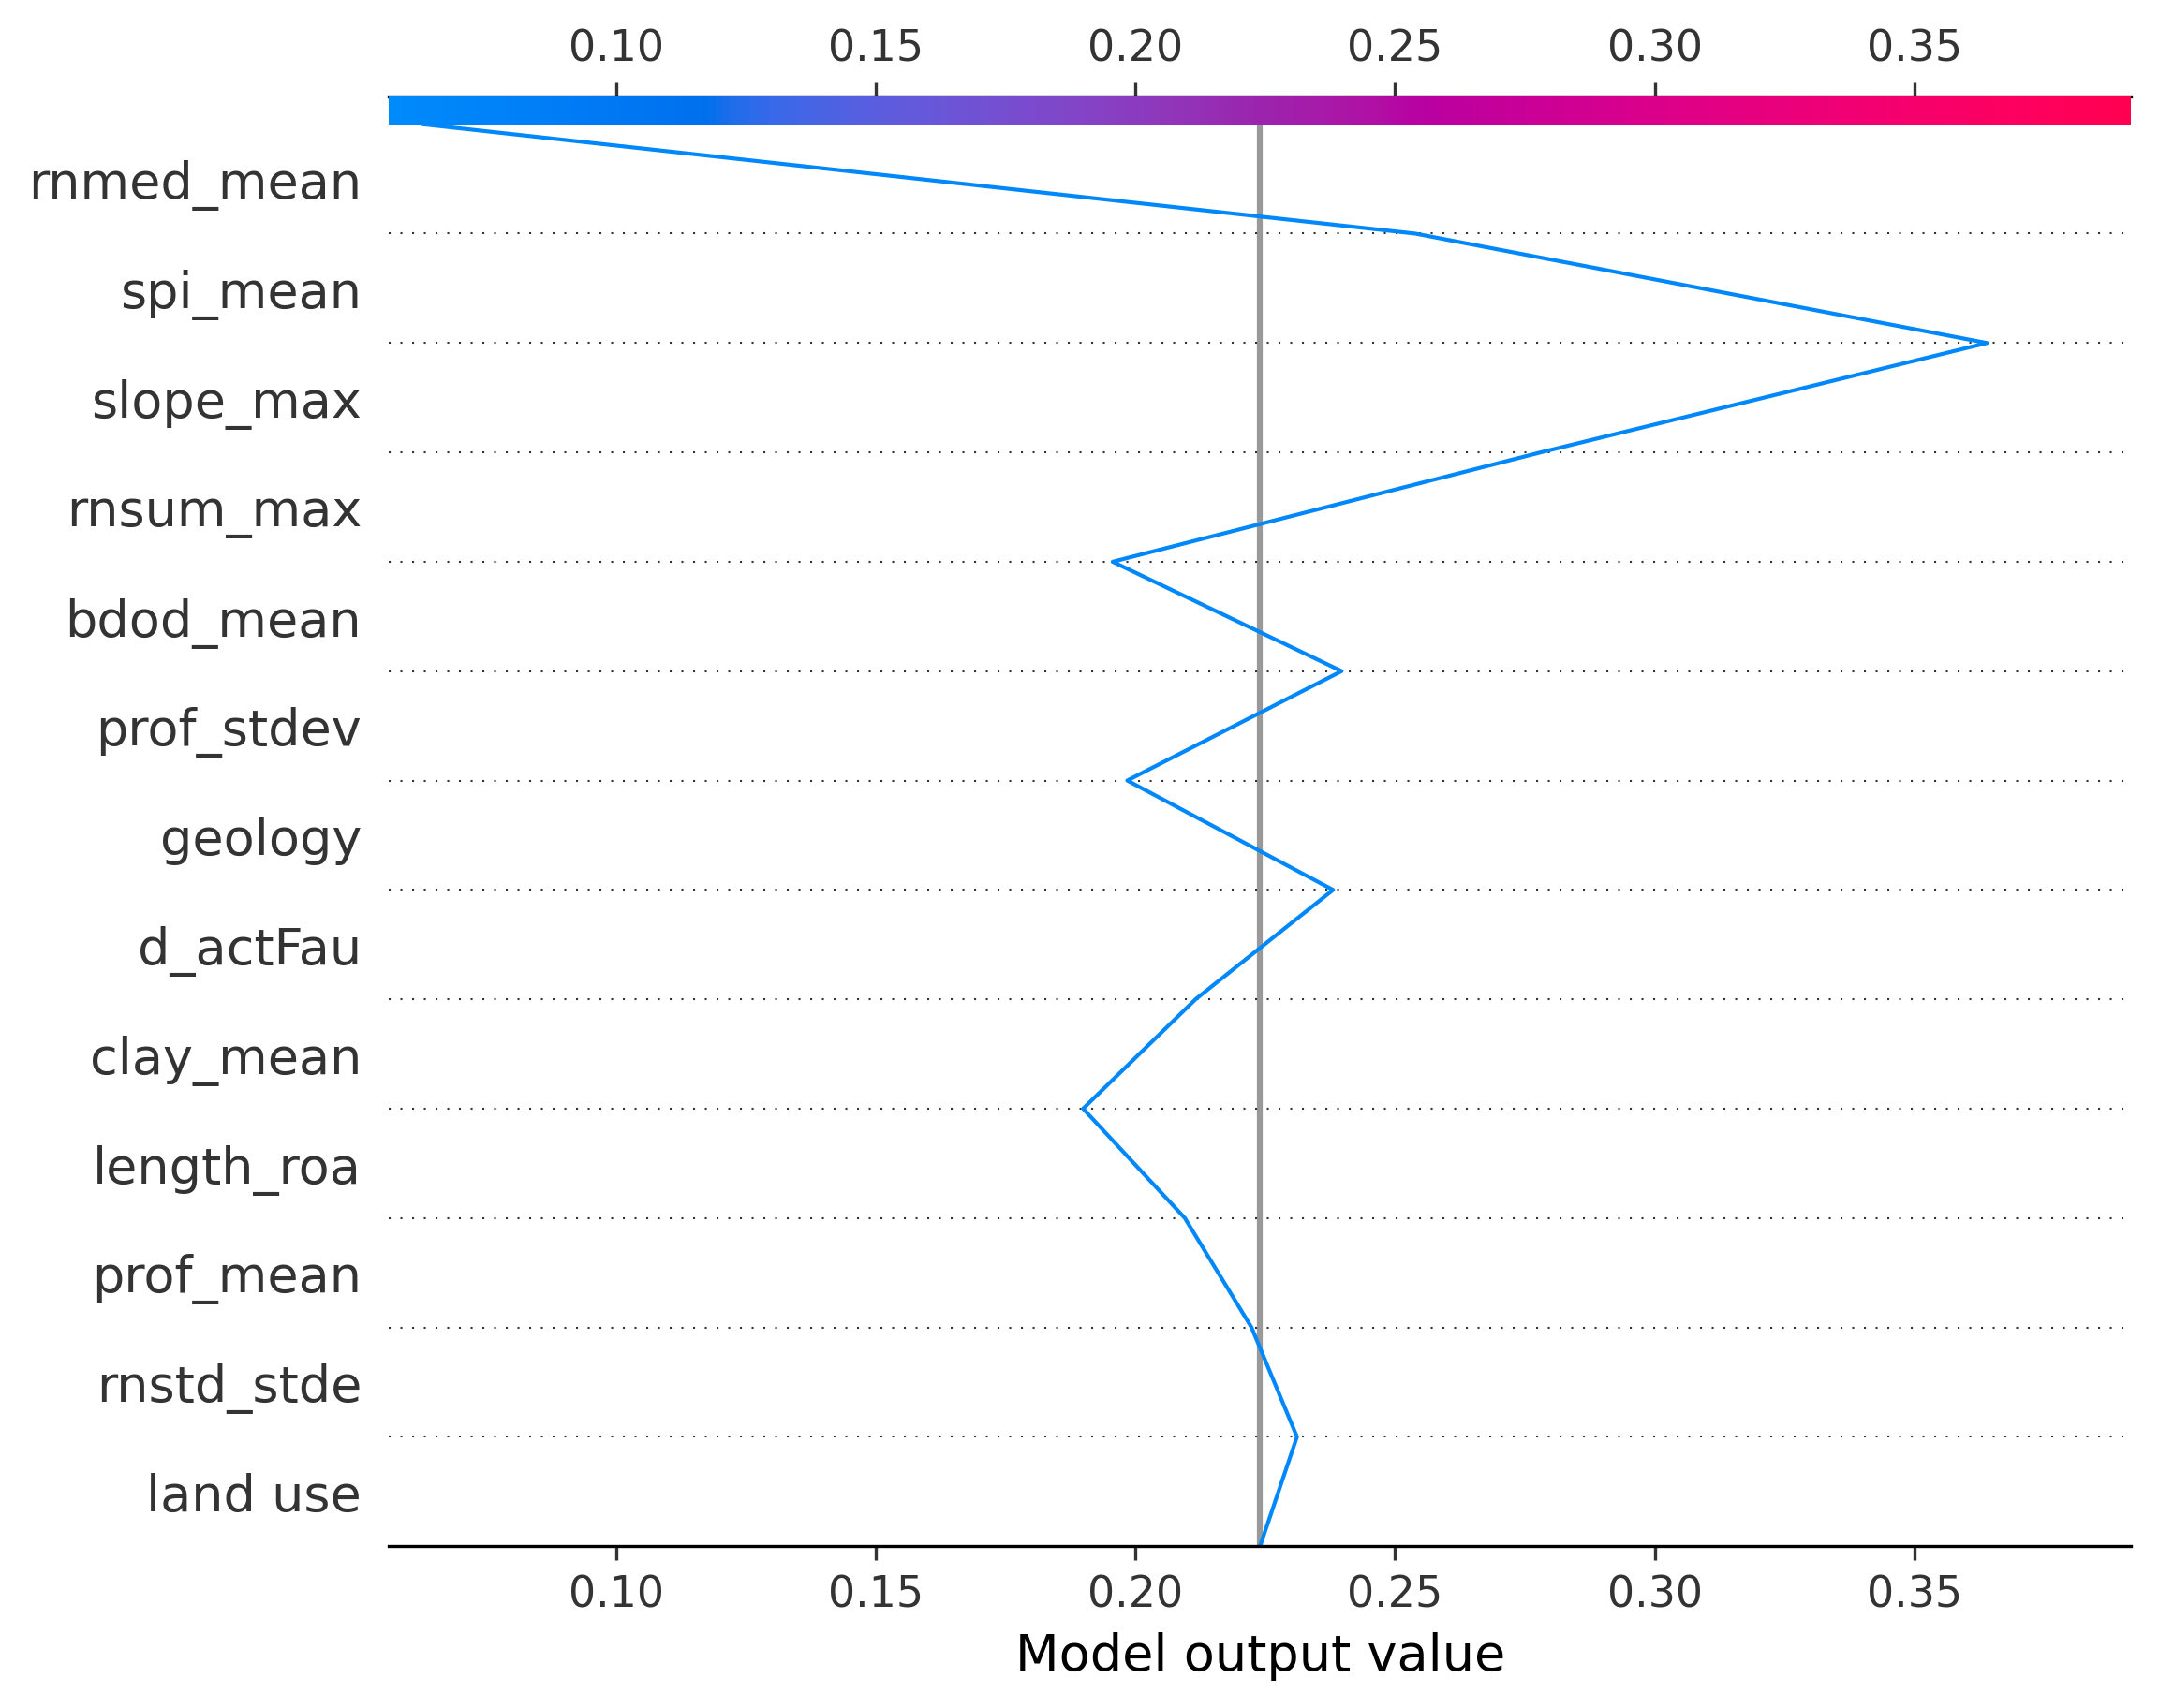 0.10 0.15 0.20 0.25 0.30 0.35
rnmed_mean
spi_mean
slope_max
rnsum_max
bdod_mean
prof_stdev
geology
d_actFau
clay_mean
length_roa
prof_mean
rnstd_stde
land use
0.10 0.15 0.20 0.25 0.30 0.35
Model output value